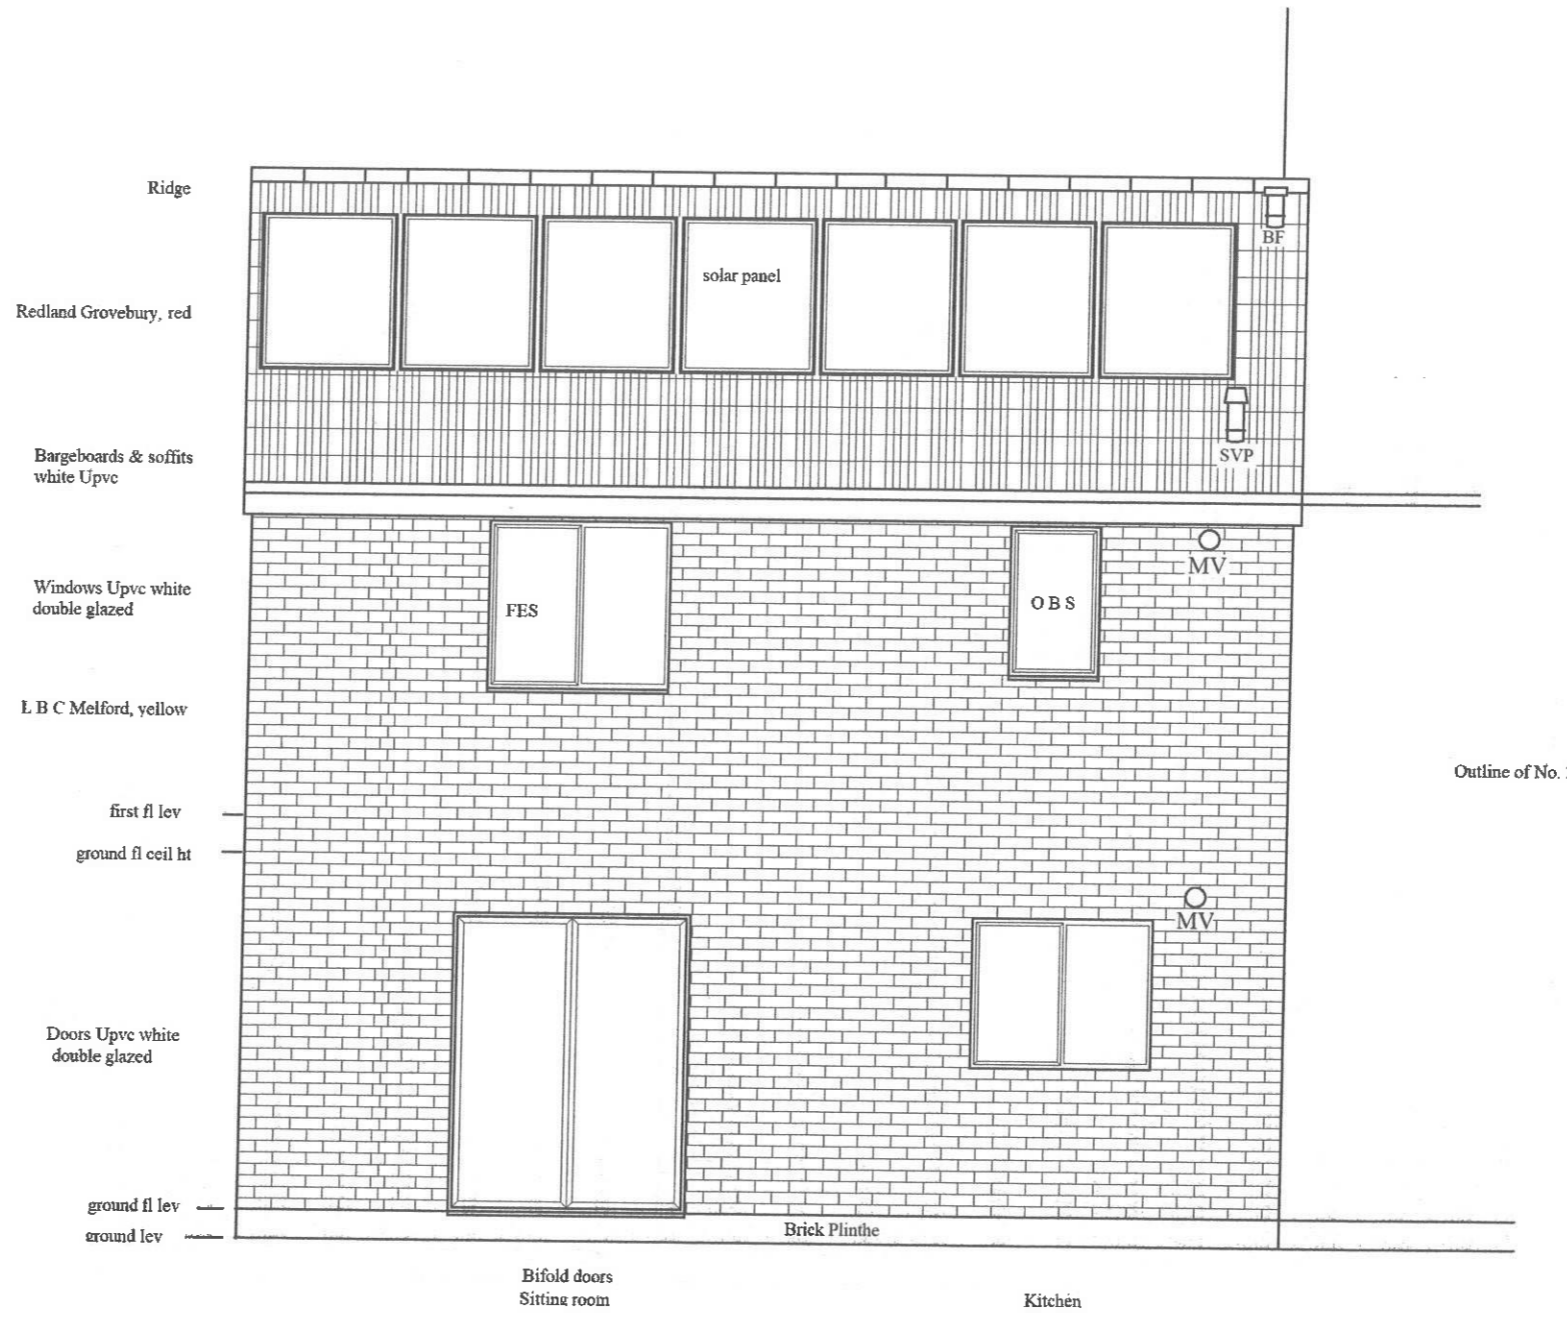 Ridge
BF
solar panel
Redland Grovebury, red
SVP
Bargeboards & soffits
white Upvc
MV
Windows Upvc white
double glazed
FES
O B S
L B C Melford, yellow
Outline of No.
first fl lev
ground fl ceil ht
MV
Doors Upvc white
double glazed
ground fl lev
Brick Plinthe
ground lev
Bifold doors
Sitting room
Kitchen